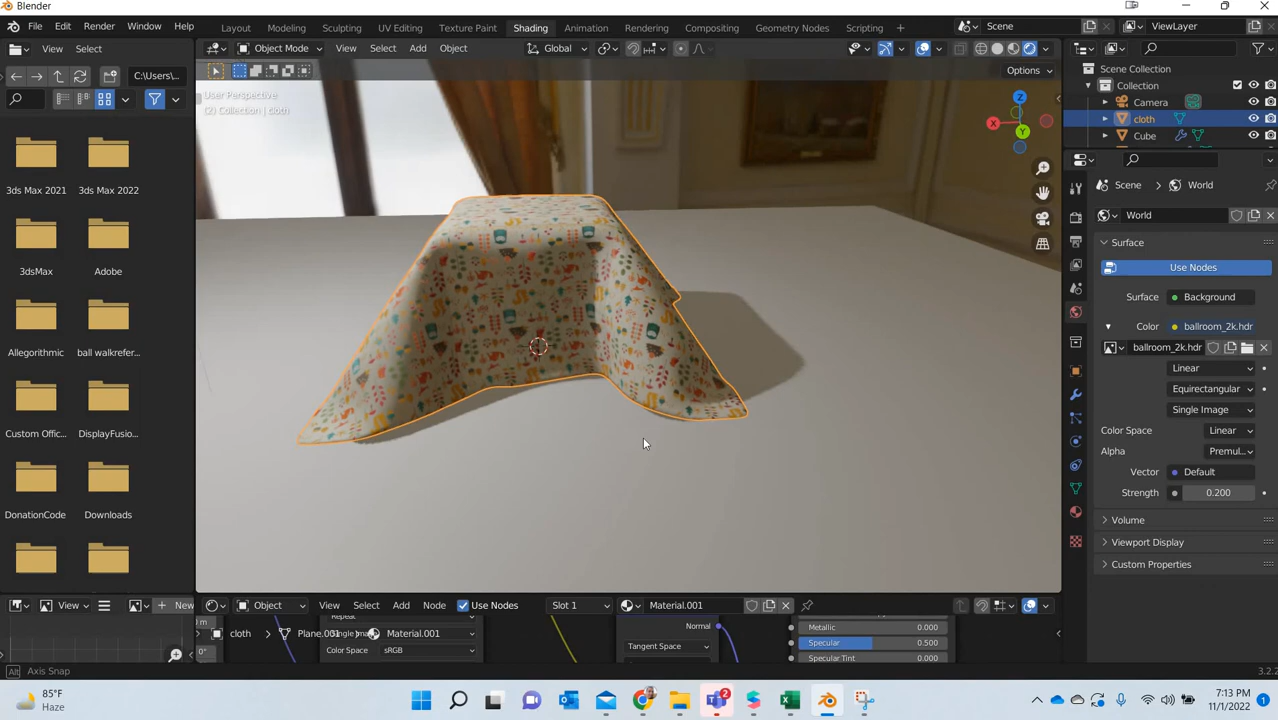 Blender
File Edit Render Window Help
Layout Modeling Sculpting UV Editing Texture Paint Shading Animation Rendering Compositing Geometry Nodes Scripting +
Scene
ViewLayer
View Select
Object Mode View Select Add Object Global
C:\Users\...
Options
User Perspective
(2) Collection | cloth
X
Y
Z
3ds Max 2021
3ds Max 2022
3dsMax
Adobe
Allegorithmic
ball walkrefer...
Custom Offic...
DisplayFusio...
DonationCode
Downloads
Scene Collection
Collection
Camera
cloth
Cube
Scene
World
World
Surface
Use Nodes
Surface Background
Color ballroom_2k.hdr
ballroom_2k.hdr
Linear
Equirectangular
Single Image
Color Space Linear
Alpha Premul...
Vector Default
Strength 0.200
Volume
Viewport Display
Custom Properties
View
New
Object View Select Add Node Use Nodes Slot 1 Material.001
cloth
Plane.001
Material.001
Repeat
Color Space sRGB
Normal
Tangent Space
Metallic 0.000
Specular 0.500
Specular Tint 0.000
Alt Axis Snap
3.2.2
85°F
Haze
2
7:13 PM
11/1/2022
1